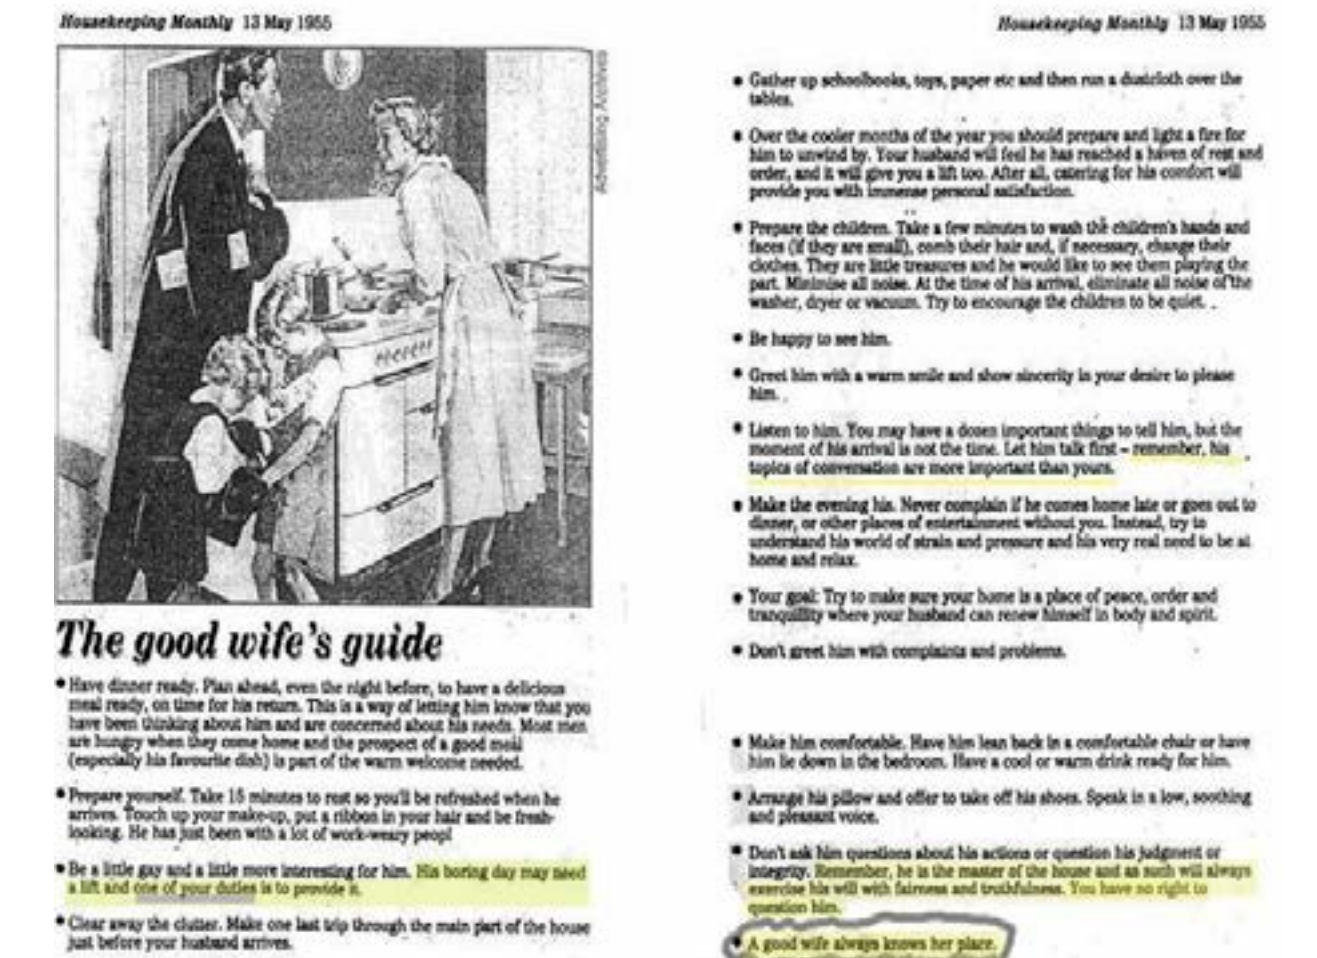 Housekeeping Monthly 13 May 1955
The good wife's guide
• Have dinner ready. Plan ahead, even the night before, to have a delicious
meal ready, on time for his return. This is a way of letting him know that you
have been thinking about him and are concerned about his needs. Most men
are hungry when they come home and the prospect of a good meal
(especially his favourite dish) is part of the warm welcome needed.
• Prepare yourself. Take 15 minutes to rest so you'll be refreshed when he
arrives. Touch up your make-up, put a ribbon in your hair and be fresh-
looking. He has just been with a lot of work-weary peopl
• Be a little gay and a little more interesting for him. His boring day may need
a lift and one of your duties is to provide it.
• Clear away the clutter. Make one last trip through the main part of the house
just before your husband arrives.
Housekeeping Monthly 13 May 1955
• Gather up schoolbooks, toys, paper etc and then run a dustcloth over the
tables.
• Over the cooler months of the year you should prepare and light a fire for
him to unwind by. Your husband will feel he has reached a haven of rest and
order, and it will give you a lift too. After all, catering for his comfort will
provide you with immense personal satisfaction.
• Prepare the children. Take a few minutes to wash the children's hands and
faces (if they are small), comb their hair and, if necessary, change their
clothes. They are little treasures and he would like to see them playing the
part. Minimise all noise. At the time of his arrival, eliminate all noise of the
washer, dryer or vacuum. Try to encourage the children to be quiet.
• Be happy to see him.
• Greet him with a warm smile and show sincerity in your desire to please
him.
• Listen to him. You may have a dozen important things to tell him, but the
moment of his arrival is not the time. Let him talk first – remember, his
topics of conversation are more important than yours.
• Make the evening his. Never complain if he comes home late or goes out to
dinner, or other places of entertainment without you. Instead, try to
understand his world of strain and pressure and his very real need to be at
home and relax.
• Your goal: Try to make sure your home is a place of peace, order and
tranquillity where your husband can renew himself in body and spirit.
• Don't greet him with complaints and problems.
• Make him comfortable. Have him lean back in a comfortable chair or have
him lie down in the bedroom. Have a cool or warm drink ready for him.
• Arrange his pillow and offer to take off his shoes. Speak in a low, soothing
and pleasant voice.
• Don't ask him questions about his actions or question his judgment or
integrity. Remember, he is the master of the house and as such will always
exercise his will with fairness and truthfulness. You have no right to
question him.
• A good wife always knows her place.